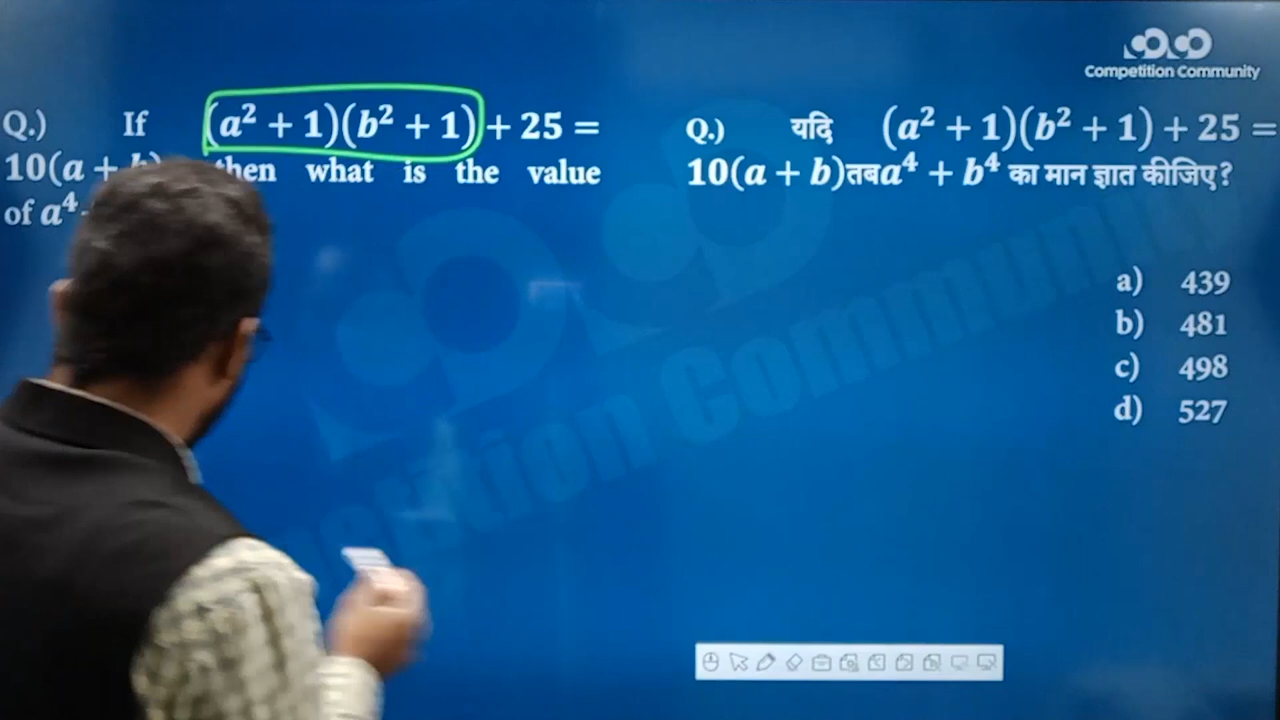 Competition Community
Q.) If (a² + 1)(b² + 1) + 25 =
10(a + then what is the value
of a⁴
Q.) यदि (a² + 1)(b² + 1) + 25 =
10(a + b)तबa⁴ + b⁴ का मान ज्ञात कीजिए?
a) 439
b) 481
c) 498
d) 527